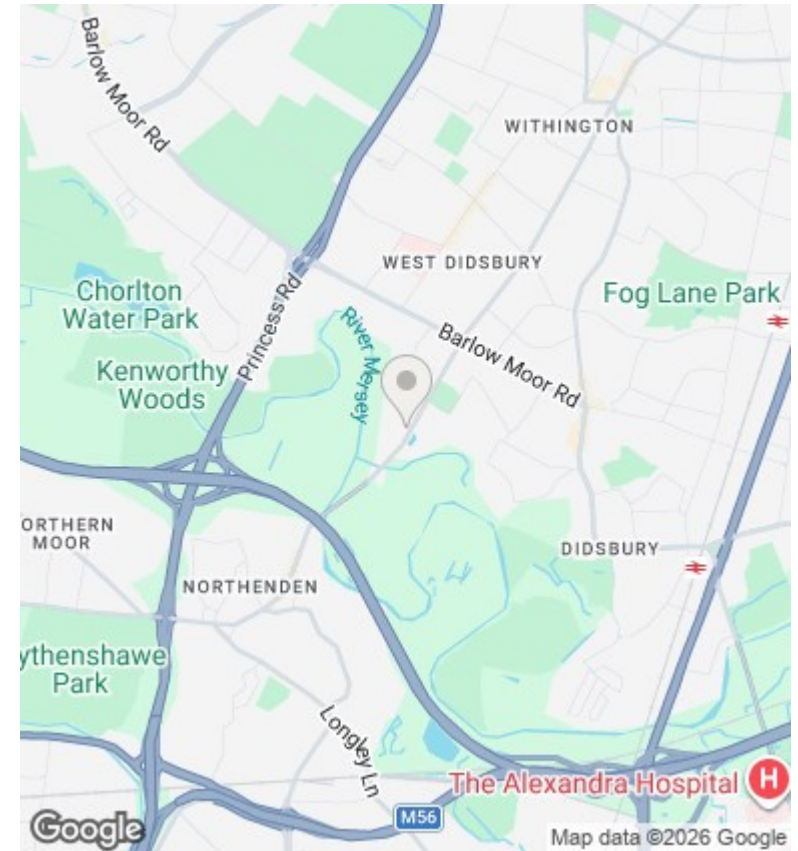 Barlow Moor Rd
WITHINGTON
WEST DIDSBURY
Chorlton
Water Park
Fog Lane Park
Princess Rd
River Mersey
Barlow Moor Rd
Kenworthy
Woods
ORTHERN
MOOR
DIDSBURY
NORTHENDEN
ythenshawe
Park
Longley Ln
The Alexandra Hospital
H
M56
Google
Map data ©2026 Google